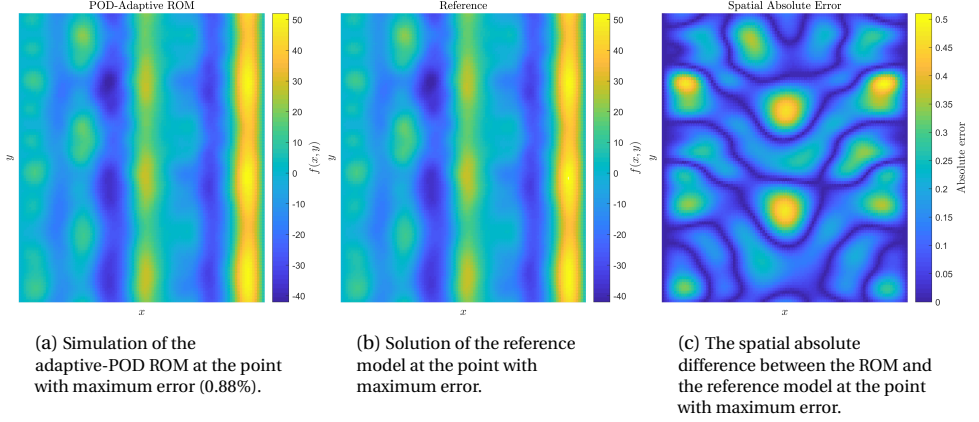 POD-Adaptive ROM
Reference
Spatial Absolute Error
50
40
30
20
10
0
-10
-20
-30
-40
50
40
30
20
10
0
-10
-20
-30
-40
0.5
0.45
0.4
0.35
0.3
0.25
0.2
0.15
0.1
0.05
0
y
f(x, y)
y
f(x, y)
y
Absolute error
x
x
x
(a) Simulation of the
adaptive-POD ROM at the point
with maximum error (0.88%).
(b) Solution of the reference
model at the point with
maximum error.
(c) The spatial absolute
difference between the ROM and
the reference model at the point
with maximum error.